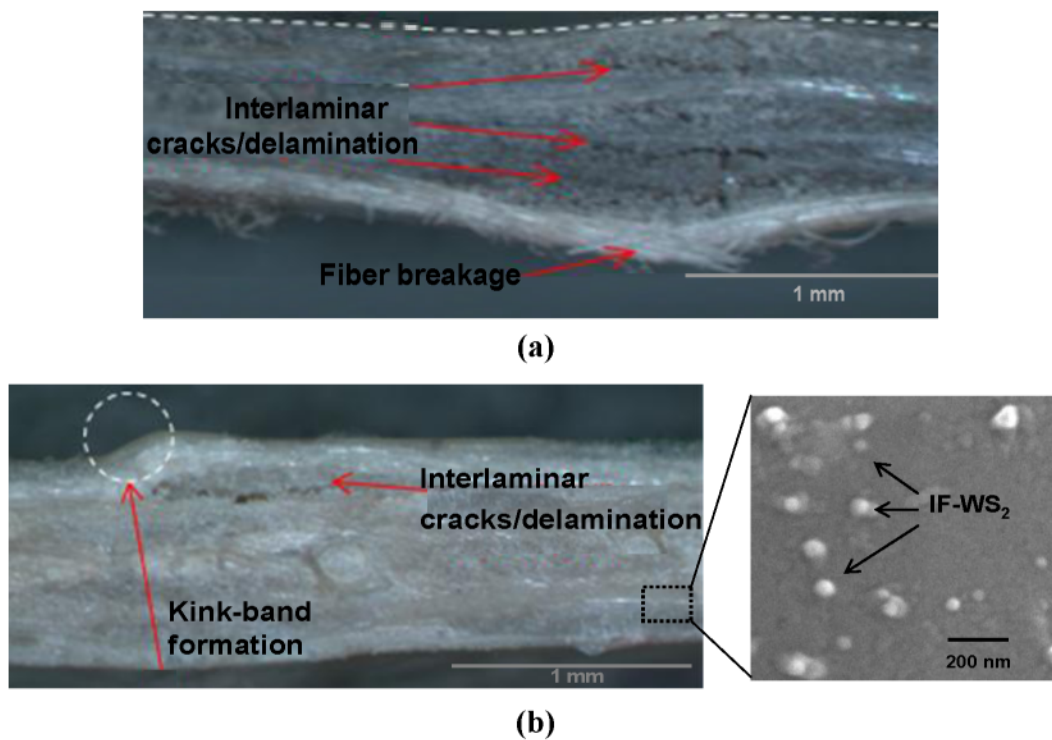 Interlaminar
cracks/delamination
Fiber breakage
1 mm
(a)
Interlaminar
cracks/delamination
Kink-band
formation
1 mm
IF-WS₂
200 nm
(b)